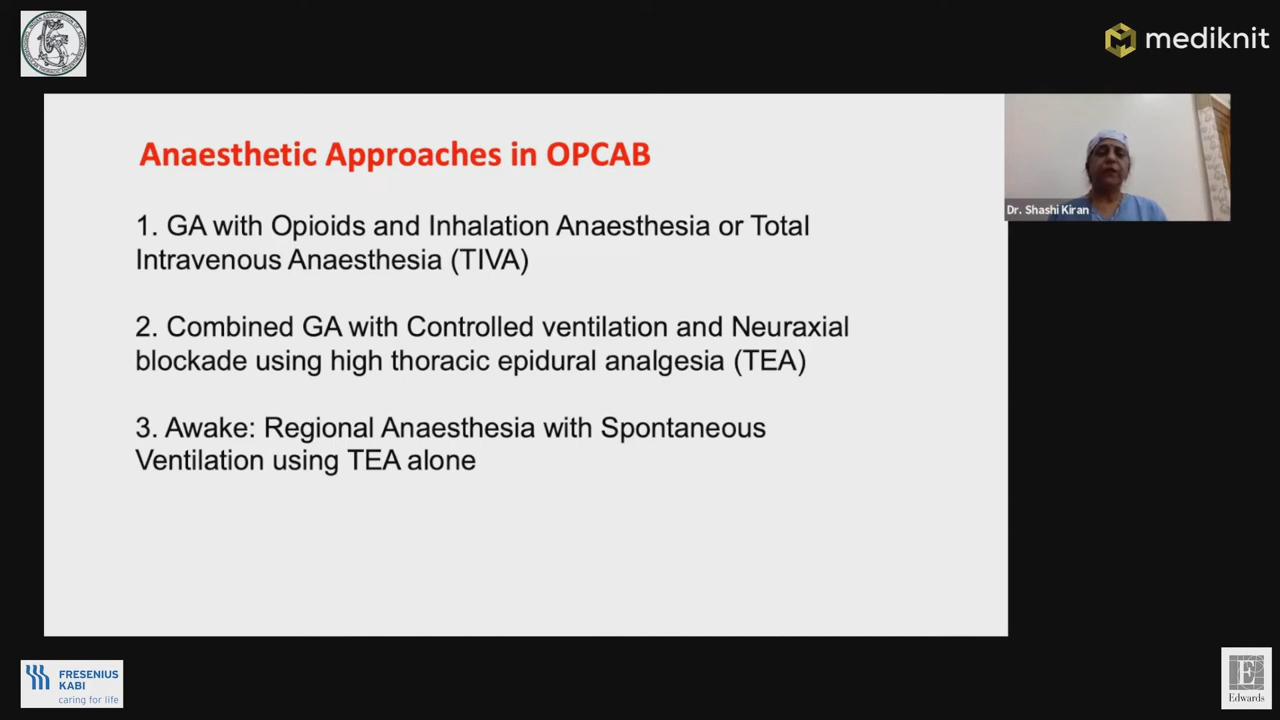 mediknit
Anaesthetic Approaches in OPCAB
1. GA with Opioids and Inhalation Anaesthesia or Total
Intravenous Anaesthesia (TIVA)
2. Combined GA with Controlled ventilation and Neuraxial
blockade using high thoracic epidural analgesia (TEA)
3. Awake: Regional Anaesthesia with Spontaneous
Ventilation using TEA alone
Dr. Shashi Kiran
FRESENIUS
KABI
caring for life
Edwards